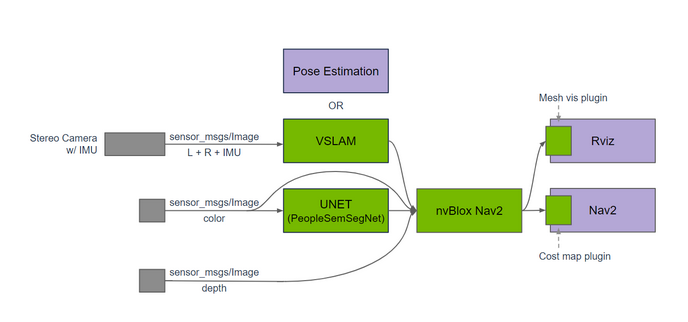 Pose Estimation
OR
Mesh vis plugin
Stereo Camera
w/ IMU
sensor_msgs/Image
L + R + IMU
VSLAM
Rviz
sensor_msgs/Image
color
UNET
(PeopleSemSegNet)
nvBlox Nav2
Nav2
Cost map plugin
sensor_msgs/Image
depth